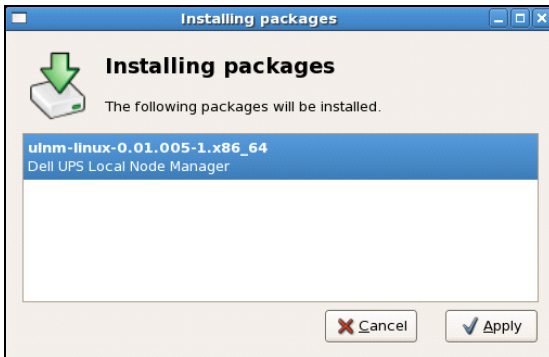 Installing packages
Installing packages
The following packages will be installed.
ulnm-linux-0.01.005-1.x86_64
Dell UPS Local Node Manager
Cancel
Apply